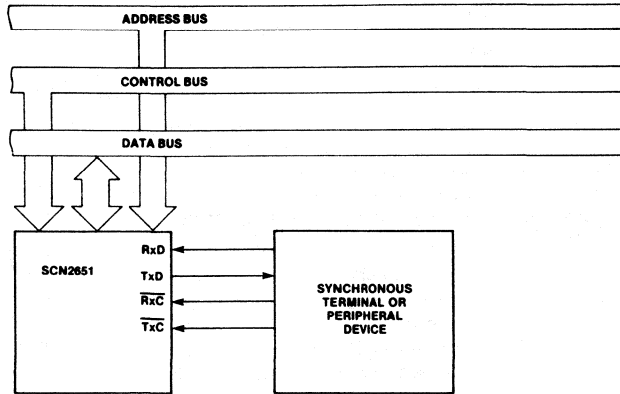 ADDRESS BUS
CONTROL BUS
DATA BUS
SCN2651
RxD
TxD
RxC
TxC
SYNCHRONOUS
TERMINAL OR
PERIPHERAL
DEVICE